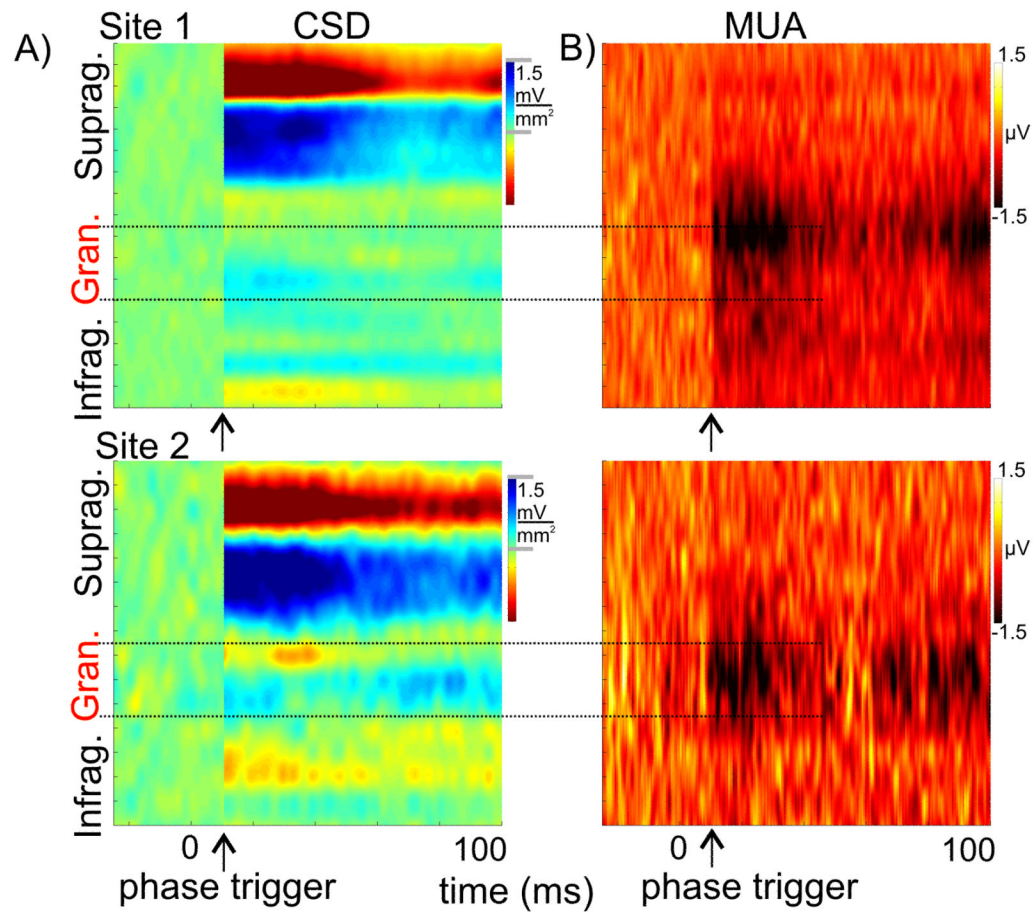 A)
Site 1
CSD
B)
MUA
Suprag.
Gran.
Infrag.
1.5
mV
mm²
1.5
µV
-1.5
Site 2
Suprag.
Gran.
Infrag.
1.5
mV
mm²
1.5
µV
-1.5
0
100
0
100
phase trigger
time (ms)
phase trigger